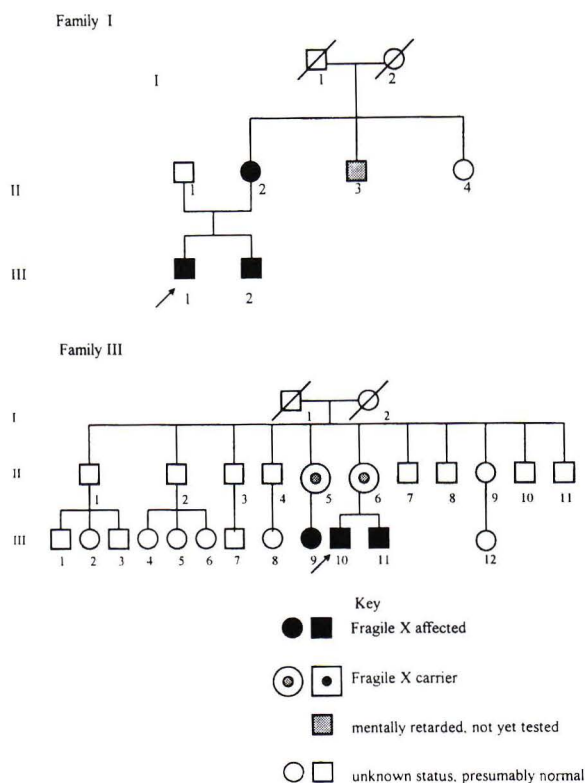 Family I
I
1 2
II
1 2 3 4
III
1 2
Family III
I
1 2
II
1 2 3 4 5 6 7 8 9 10 11
III
1 2 3 4 5 6 7 8 9 10 11 12
Key
Fragile X affected
Fragile X carrier
mentally retarded, not yet tested
unknown status, presumably normal